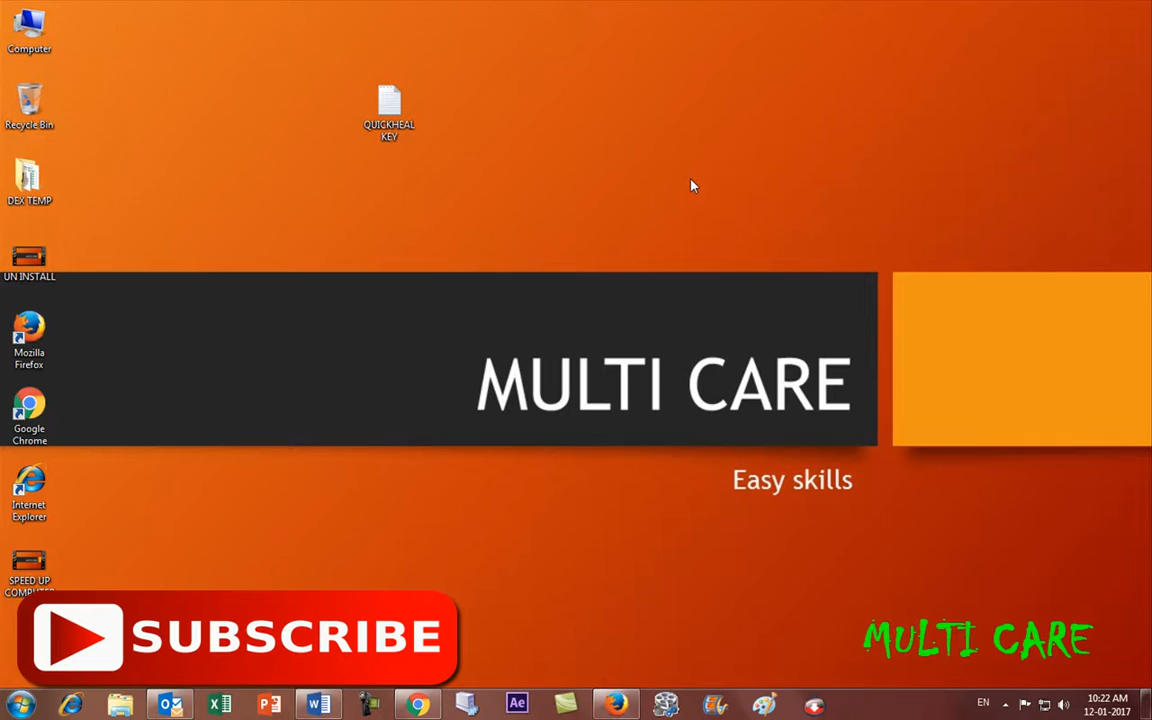 Computer
Recycle Bin
DEX TEMP
UN INSTALL
Mozilla
Firefox
Google
Chrome
Internet
Explorer
SPEED UP
QUICKHEAL
KEY
MULTI CARE
Easy skills
SUBSCRIBE
MULTI CARE
Ae
EN
10:22 AM
12-01-2017